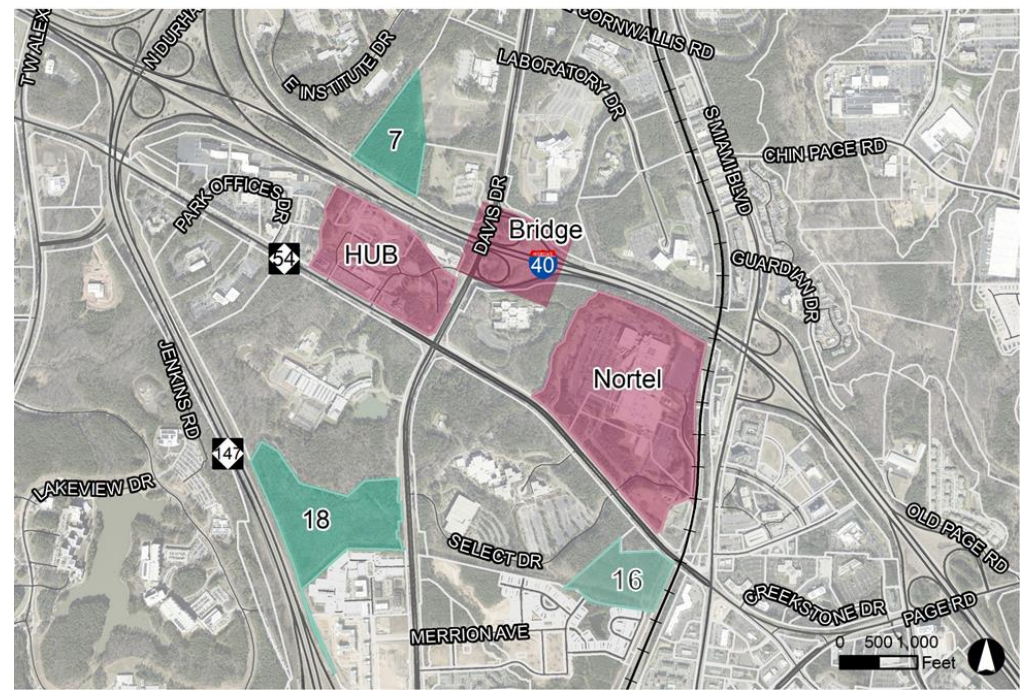 TW ALEX
N DURHA
E INSTITUTE DR
CORNWALLIS RD
LABORATORY DR
7
S MIAMI BLVD
CHIN PAGE RD
PARK OFFICES DR
DAVIS DR
Bridge
HUB
54
40
GUARDIAN DR
JENKINS RD
Nortel
147
LAKEVIEW DR
18
SELECT DR
16
OLD PAGE RD
CREEKSTONE DR
PAGE RD
MERRION AVE
0 500 1,000
Feet